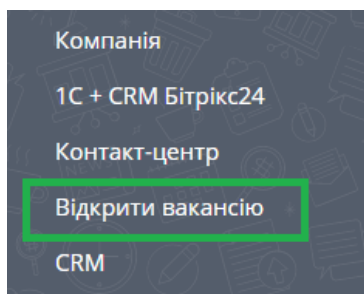 Компанія
1С + CRM Бітрікс24
Контакт-центр
Відкрити вакансію
CRM